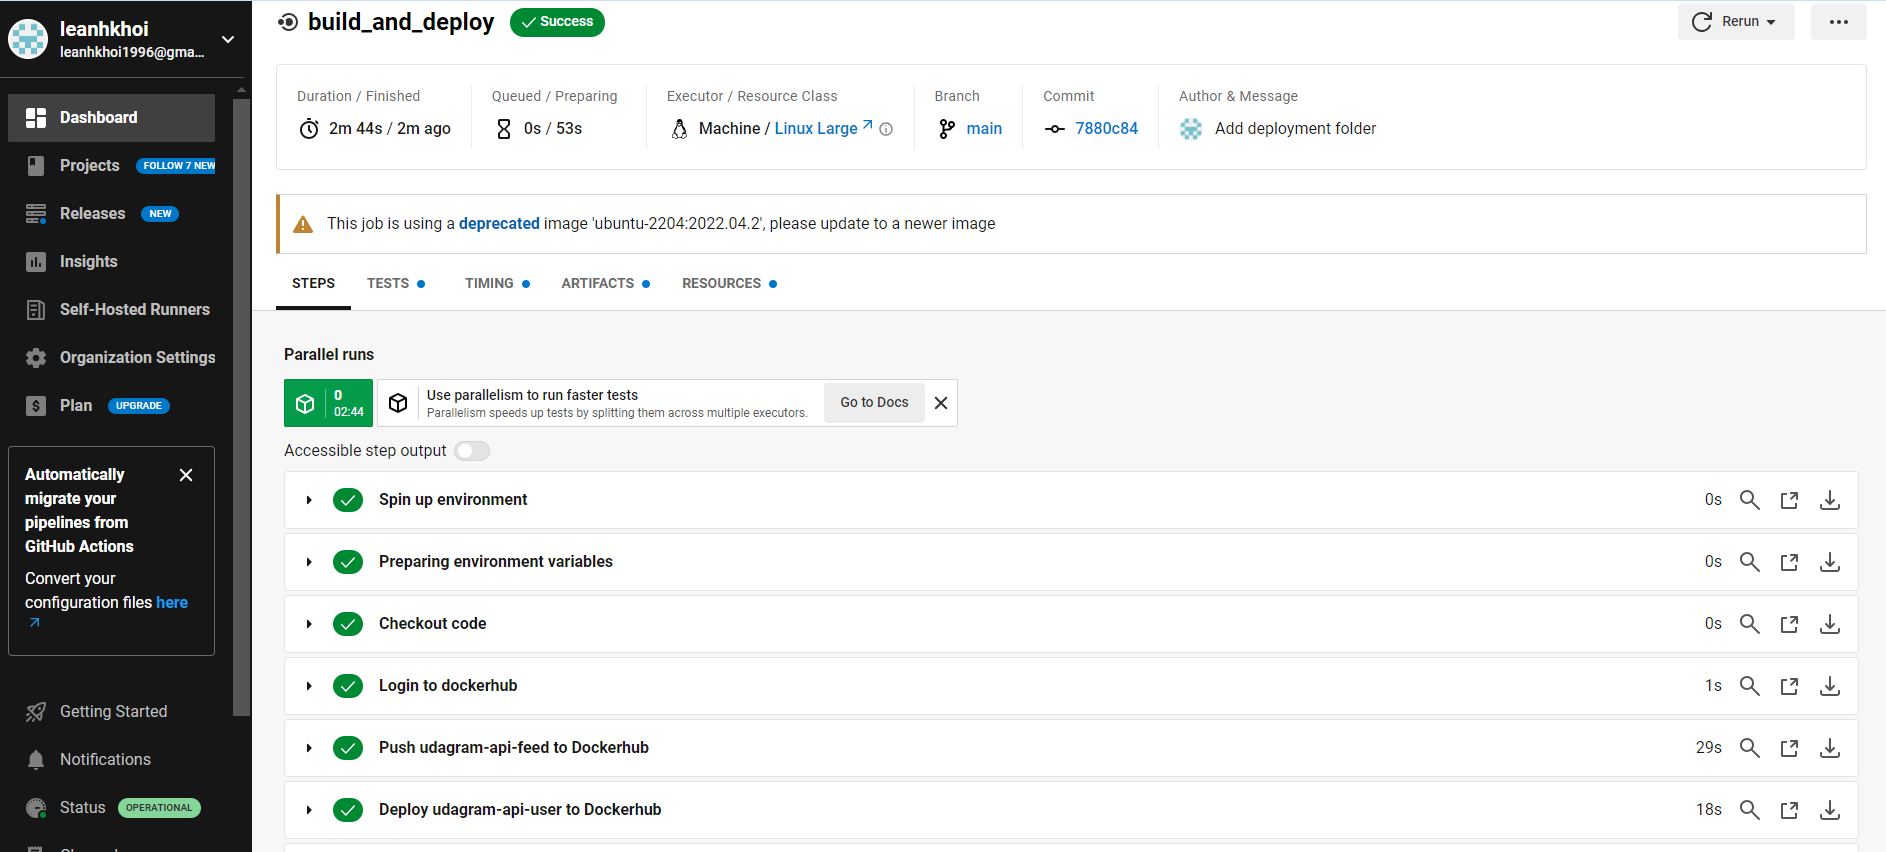 leanhkhoi
leanhkhoi1996@gma...
Dashboard
Projects FOLLOW 7 NEW
Releases NEW
Insights
Self-Hosted Runners
Organization Settings
$ Plan UPGRADE
Automatically
migrate your
pipelines from
GitHub Actions
Convert your
configuration files here
Getting Started
Notifications
Status OPERATIONAL
build_and_deploy Success
Rerun
Duration / Finished
2m 44s / 2m ago
Queued / Preparing
0s / 53s
Executor / Resource Class
Machine / Linux Large
Branch
main
Commit
7880c84
Author & Message
Add deployment folder
This job is using a deprecated image 'ubuntu-2204:2022.04.2', please update to a newer image
STEPS TESTS TIMING ARTIFACTS RESOURCES
Parallel runs
0
02:44
Use parallelism to run faster tests
Parallelism speeds up tests by splitting them across multiple executors.
Go to Docs
Accessible step output
Spin up environment 0s
Preparing environment variables 0s
Checkout code 0s
Login to dockerhub 1s
Push udagram-api-feed to Dockerhub 29s
Deploy udagram-api-user to Dockerhub 18s